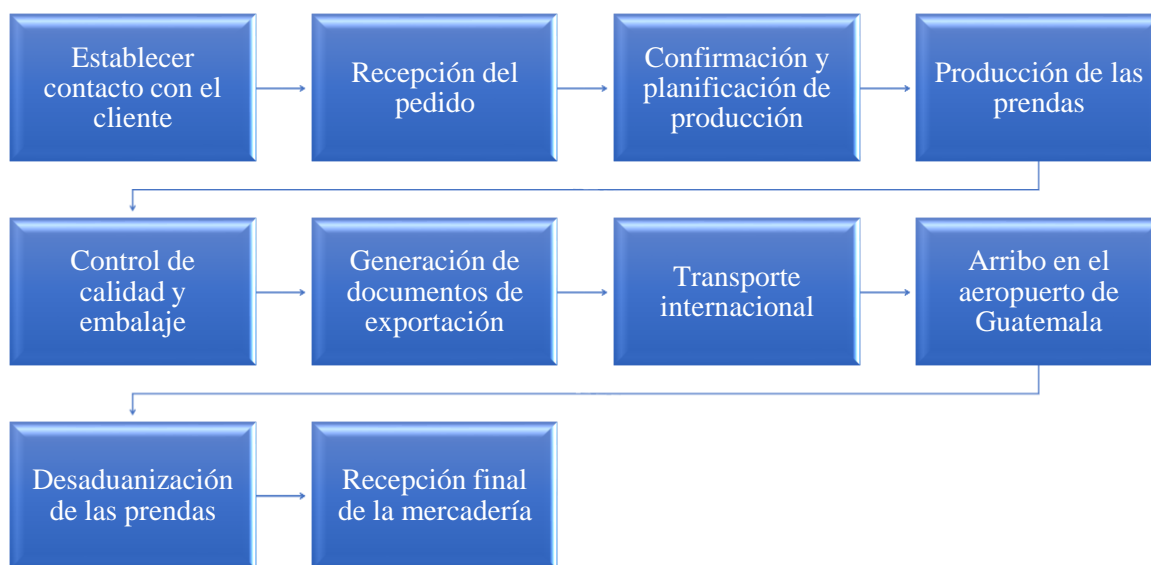 Establecer
contacto con el
cliente
Recepción del
pedido
Confirmación y
planificación de
producción
Producción de las
prendas
Control de
calidad y
embalaje
Generación de
documentos de
exportación
Transporte
internacional
Arribo en el
aeropuerto de
Guatemala
Desaduanización
de las prendas
Recepción final
de la mercadería